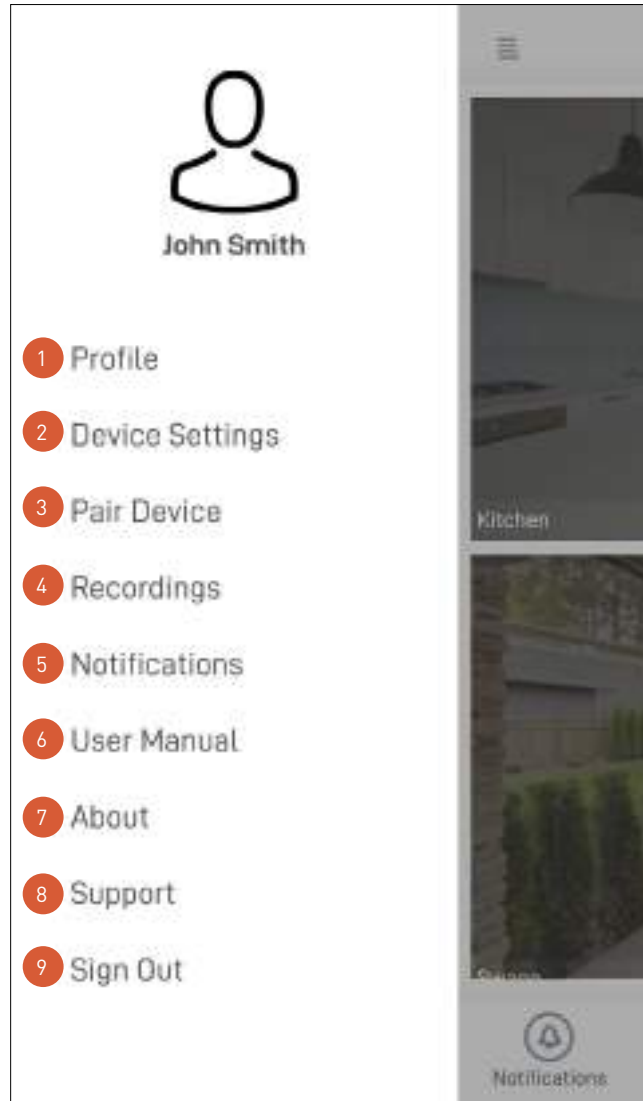 John Smith
1 Profile
2 Device Settings
3 Pair Device
4 Recordings
5 Notifications
6 User Manual
7 About
8 Support
9 Sign Out
Kitchen
Notifications